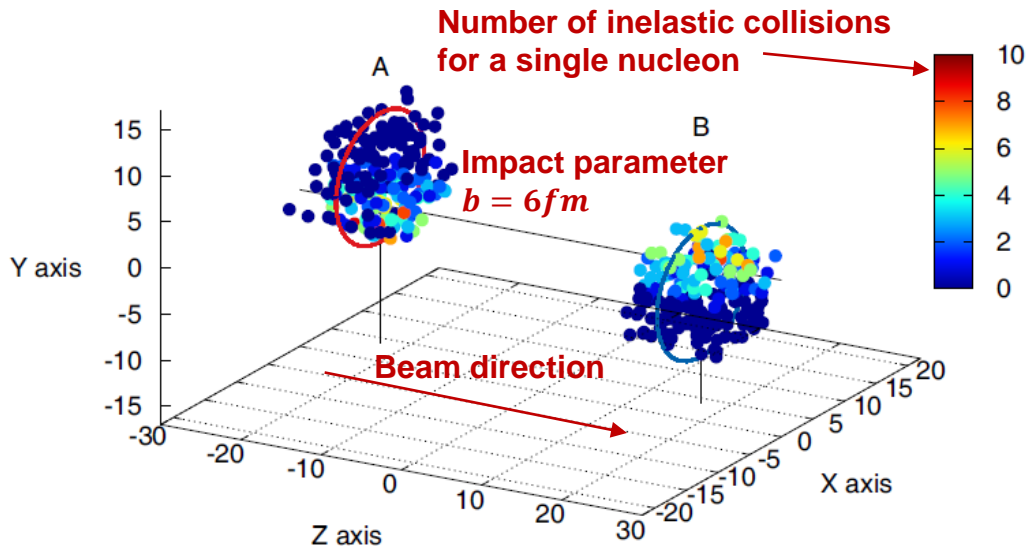 Number of inelastic collisions
for a single nucleon
10
8
6
4
2
0
A
B
Impact parameter
𝒃 = 𝟔𝒇𝒎
15
10
5
0
-5
-10
-15
Y axis
Beam direction
-30
-20
-10
0
10
20
30
Z axis
-20
-15
-10
-5
0
5
10
15
20
X axis